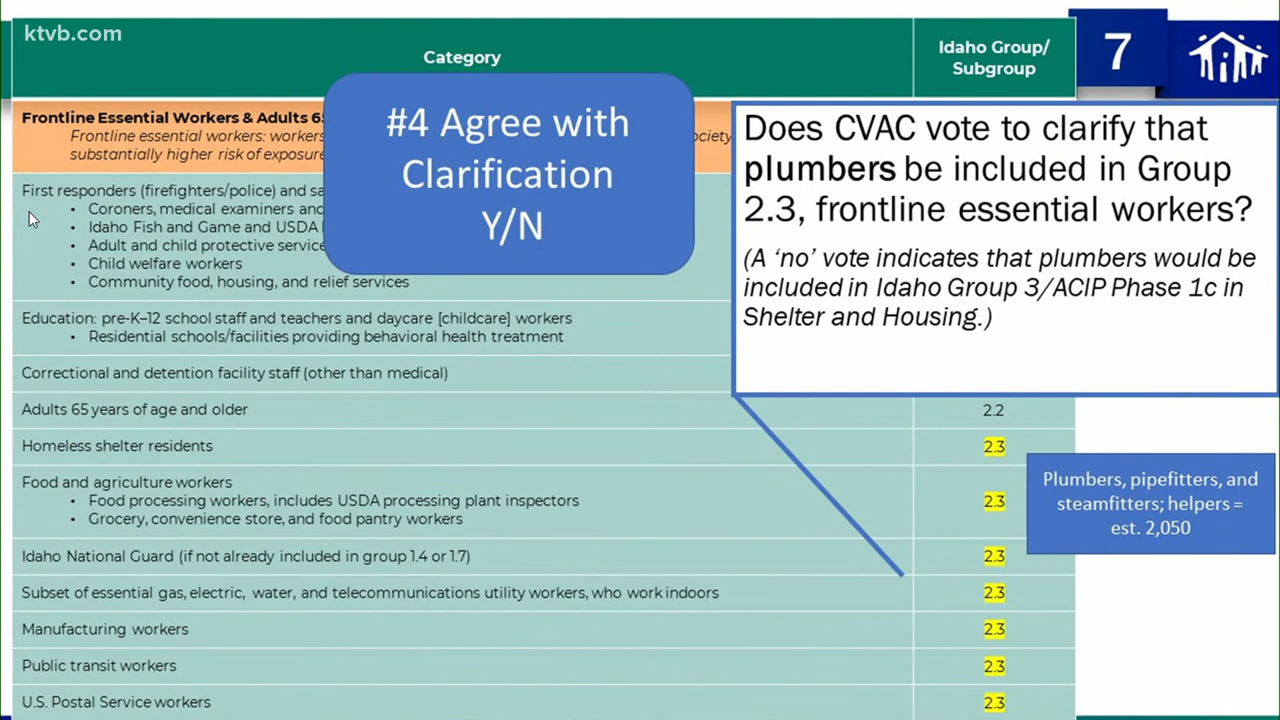 ktvb.com
Category
Idaho Group/
Subgroup
7
#4 Agree with
Clarification
Y/N
Does CVAC vote to clarify that
plumbers be included in Group
2.3, frontline essential workers?
(A ‘no’ vote indicates that plumbers would be
included in Idaho Group 3/ACIP Phase 1c in
Shelter and Housing.)
Frontline Essential Workers & Adults
Frontline essential workers:
substantially higher risk of exposure
First responders (firefighters/police) and
• Coroners, medical examiners
• Idaho Fish and Game and USDA
• Adult and child protective
• Child welfare workers
• Community food, housing, and relief services
Education: pre-K–12 school staff and teachers and daycare [childcare] workers
• Residential schools/facilities providing behavioral health treatment
Correctional and detention facility staff (other than medical)
Adults 65 years of age and older 2.2
Homeless shelter residents 2.3
Food and agriculture workers
• Food processing workers, includes USDA processing plant inspectors 2.3
• Grocery, convenience store, and food pantry workers
Plumbers, pipefitters, and
steamfitters; helpers =
est. 2,050
Idaho National Guard (if not already included in group 1.4 or 1.7) 2.3
Subset of essential gas, electric, water, and telecommunications utility workers, who work indoors 2.3
Manufacturing workers 2.3
Public transit workers 2.3
U.S. Postal Service workers 2.3